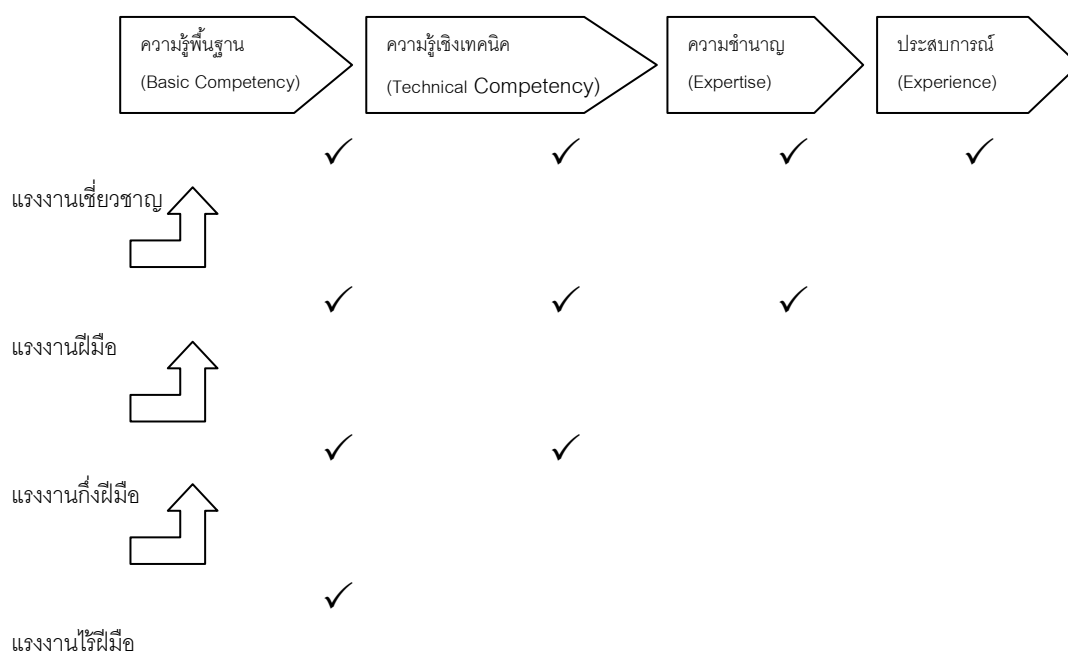 ความรู้พื้นฐาน
(Basic Competency)
ความรู้เชิงเทคนิค
(Technical Competency)
ความชำนาญ
(Expertise)
ประสบการณ์
(Experience)
✓ ✓ ✓ ✓
แรงงานเชี่ยวชาญ
✓ ✓ ✓
แรงงานฝีมือ
✓ ✓
แรงงานกึ่งฝีมือ
✓
แรงงานไร้ฝีมือ